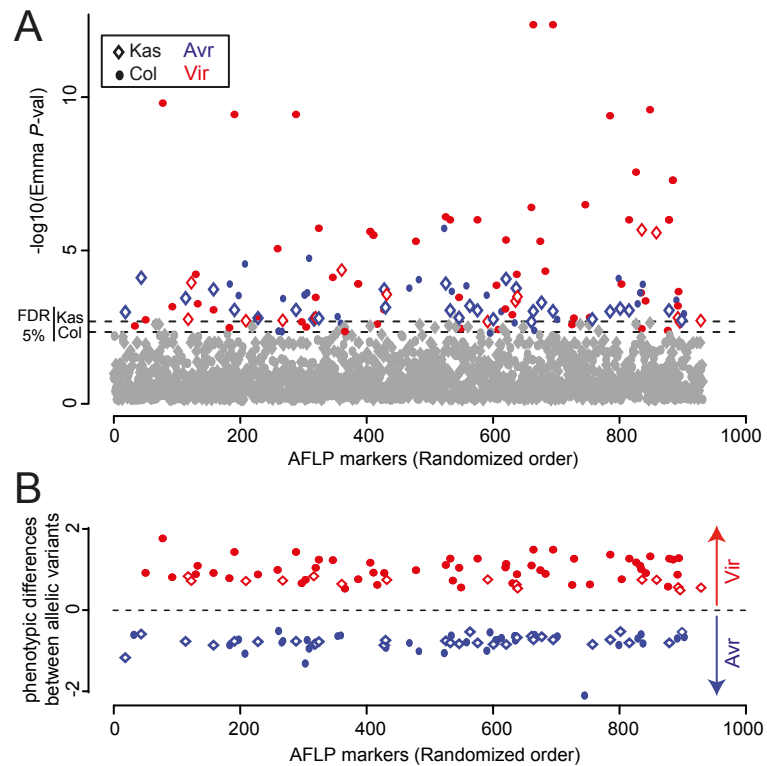 A
Kas Avr
Col Vir
-log10(Emma P-val)
10
5
0
FDR Kas
5% Col
0 200 400 600 800 1000
AFLP markers (Randomized order)
B
phenotypic differences
between allelic variants
2
0
-2
Vir
Avr
0 200 400 600 800 1000
AFLP markers (Randomized order)